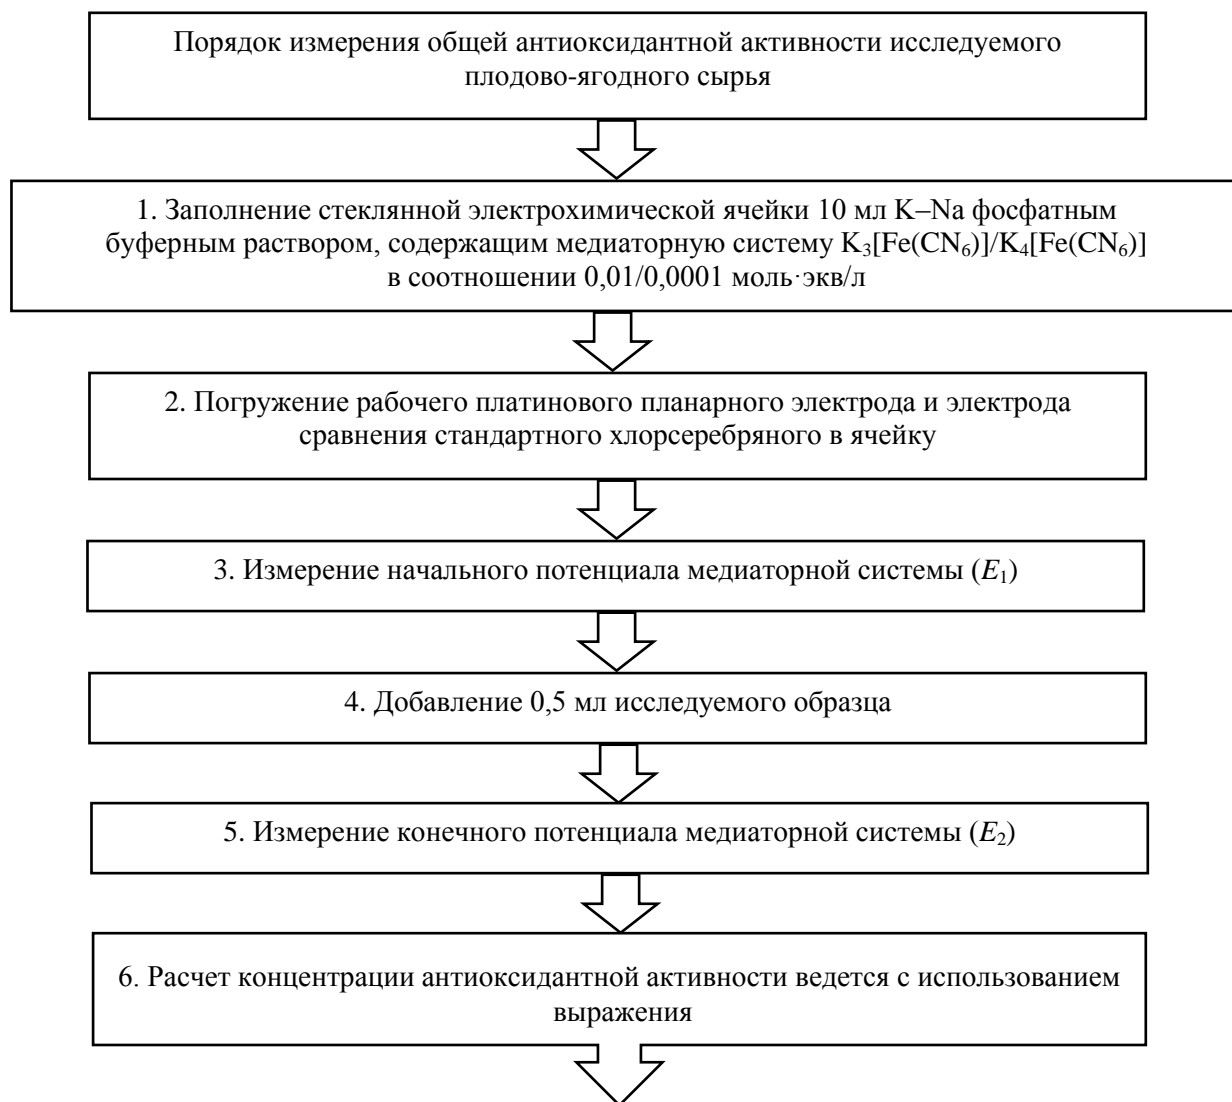 Порядок измерения общей антиоксидантной активности исследуемого
плодово-ягодного сырья
1. Заполнение стеклянной электрохимической ячейки 10 мл K–Na фосфатным
буферным раствором, содержащим медиаторную систему K₃[Fe(CN₆)]/K₄[Fe(CN₆)]
в соотношении 0,01/0,0001 моль·экв/л
2. Погружение рабочего платинового планарного электрода и электрода
сравнения стандартного хлорсеребряного в ячейку
3. Измерение начального потенциала медиаторной системы (E₁)
4. Добавление 0,5 мл исследуемого образца
5. Измерение конечного потенциала медиаторной системы (E₂)
6. Расчет концентрации антиоксидантной активности ведется с использованием
выражения